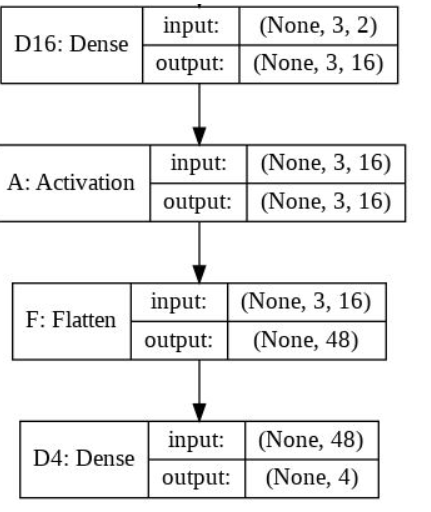 D16: Dense
input: (None, 3, 2)
output: (None, 3, 16)
A: Activation
input: (None, 3, 16)
output: (None, 3, 16)
F: Flatten
input: (None, 3, 16)
output: (None, 48)
D4: Dense
input: (None, 48)
output: (None, 4)